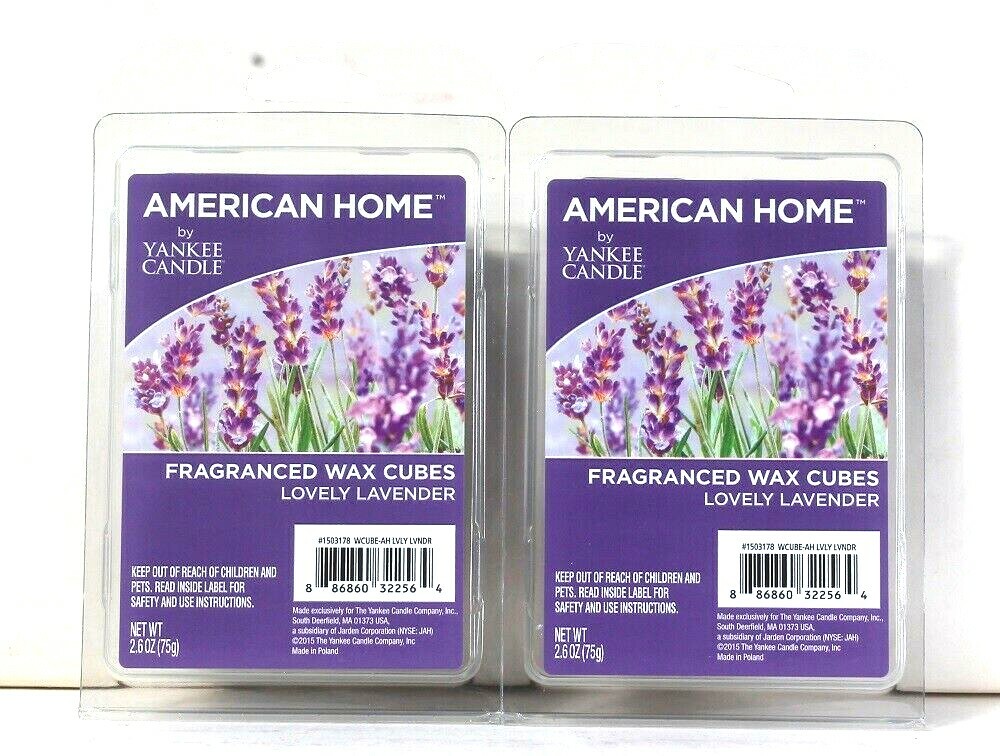 AMERICAN HOME™
by
YANKEE
CANDLE®
FRAGRANCED WAX CUBES
LOVELY LAVENDER
#1503178 WCUBE-AH LVLY LVNDR
8 86860 32256 4
KEEP OUT OF REACH OF CHILDREN AND
PETS. READ INSIDE LABEL FOR
SAFETY AND USE INSTRUCTIONS.
NET WT
2.6 OZ (75g)
Made exclusively for The Yankee Candle Company, Inc.,
South Deerfield, MA 01373 USA,
a subsidiary of Jarden Corporation (NYSE: JAH)
©2015 The Yankee Candle Company, Inc
Made in Poland
AMERICAN HOME™
by
YANKEE
CANDLE®
FRAGRANCED WAX CUBES
LOVELY LAVENDER
#1503178 WCUBE-AH LVLY LVNDR
8 86860 32256 4
KEEP OUT OF REACH OF CHILDREN AND
PETS. READ INSIDE LABEL FOR
SAFETY AND USE INSTRUCTIONS.
NET WT
2.6 OZ (75g)
Made exclusively for The Yankee Candle Company, Inc.,
South Deerfield, MA 01373 USA,
a subsidiary of Jarden Corporation (NYSE: JAH)
©2015 The Yankee Candle Company, Inc
Made in Poland